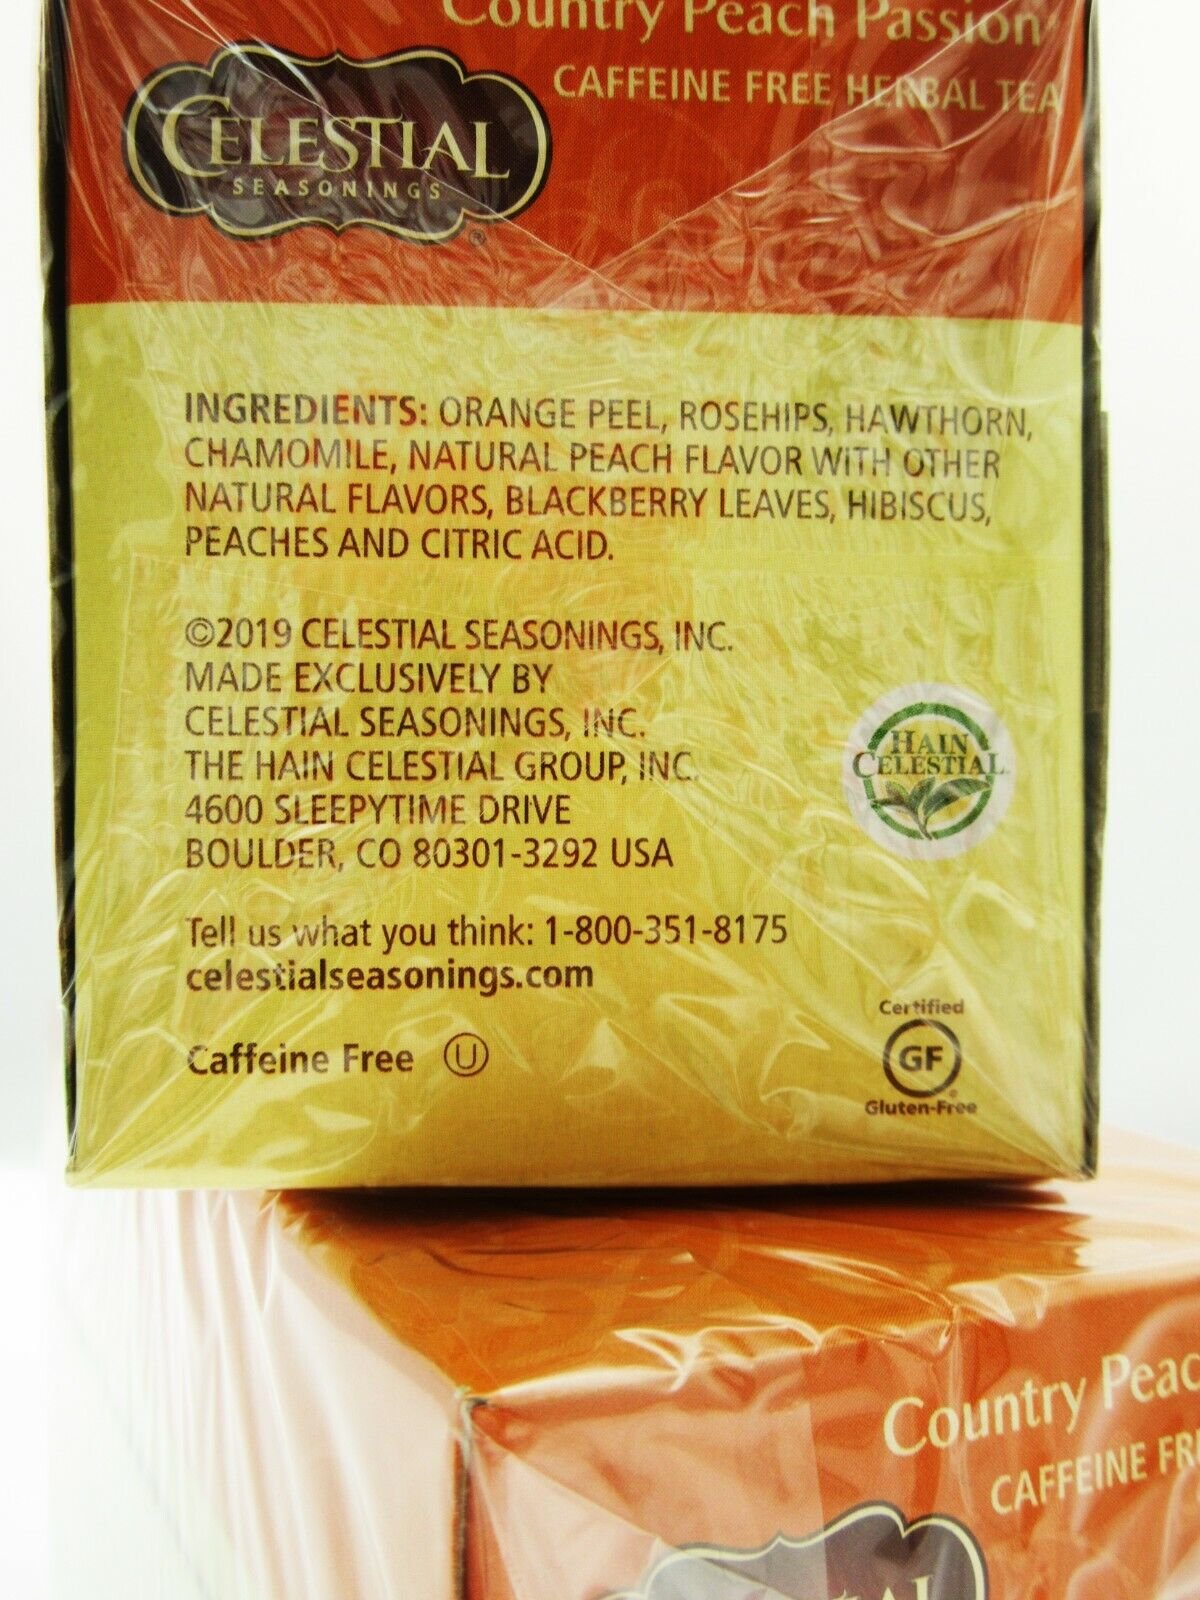 Country Peach Passion
CAFFEINE FREE HERBAL TEA
CELESTIAL
SEASONINGS
®
INGREDIENTS: ORANGE PEEL, ROSEHIPS, HAWTHORN,
CHAMOMILE, NATURAL PEACH FLAVOR WITH OTHER
NATURAL FLAVORS, BLACKBERRY LEAVES, HIBISCUS,
PEACHES AND CITRIC ACID.
©2019 CELESTIAL SEASONINGS, INC.
MADE EXCLUSIVELY BY
CELESTIAL SEASONINGS, INC.
THE HAIN CELESTIAL GROUP, INC.
4600 SLEEPYTIME DRIVE
BOULDER, CO 80301-3292 USA
HAIN
CELESTIAL
Tell us what you think: 1-800-351-8175
celestialseasonings.com
Caffeine Free Ⓤ
Certified
GF
®
Gluten-Free
Country Peac
CAFFEINE FR